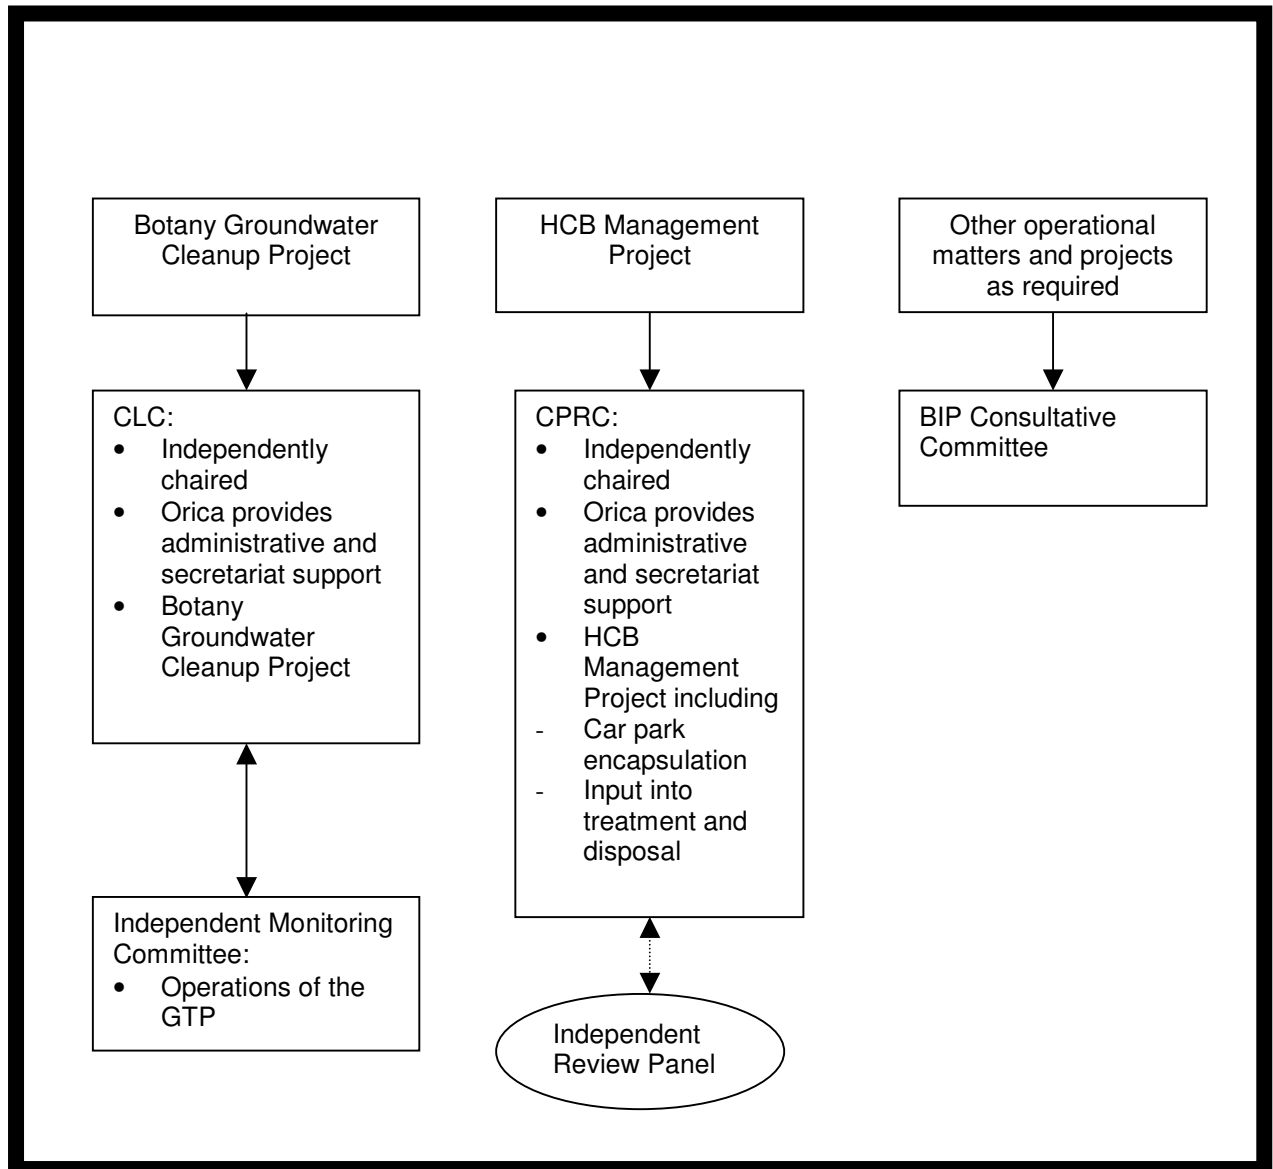 Botany Groundwater
Cleanup Project
HCB Management
Project
Other operational
matters and projects
as required
CLC:
• Independently
chaired
• Orica provides
administrative and
secretariat support
• Botany
Groundwater
Cleanup Project
CPRC:
• Independently
chaired
• Orica provides
administrative
and secretariat
support
• HCB
Management
Project including
- Car park
encapsulation
- Input into
treatment and
disposal
BIP Consultative
Committee
Independent Monitoring
Committee:
• Operations of the
GTP
Independent
Review Panel